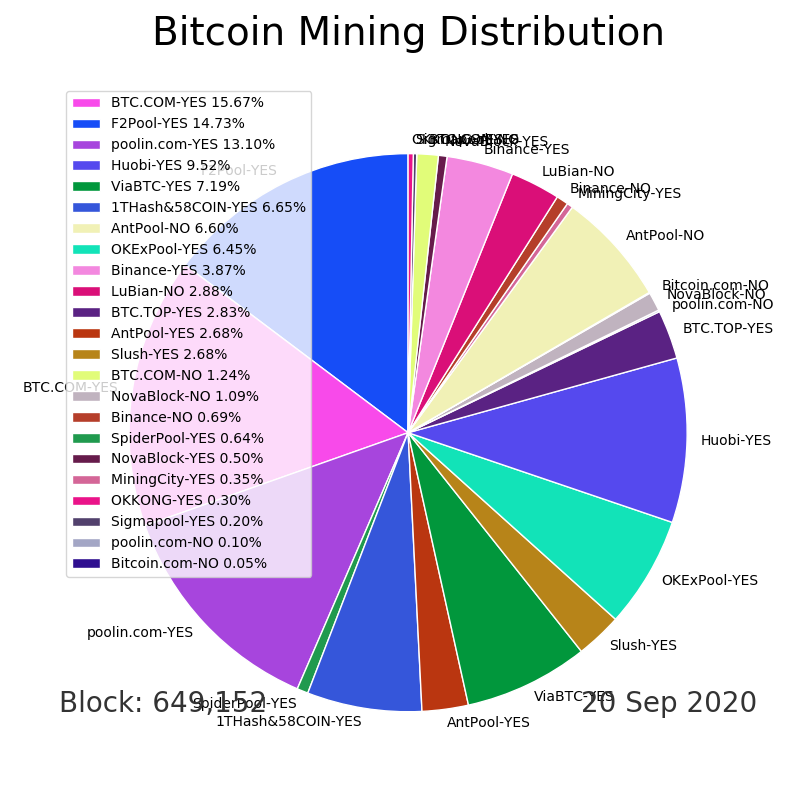 Bitcoin Mining Distribution
BTC.COM-YES 15.67%
F2Pool-YES 14.73%
poolin.com-YES 13.10%
Huobi-YES 9.52%
ViaBTC-YES 7.19%
1THash&58COIN-YES 6.65%
AntPool-NO 6.60%
OKExPool-YES 6.45%
Binance-YES 3.87%
LuBian-NO 2.88%
BTC.TOP-YES 2.83%
AntPool-YES 2.68%
Slush-YES 2.68%
BTC.COM-NO 1.24%
NovaBlock-NO 1.09%
Binance-NO 0.69%
SpiderPool-YES 0.64%
NovaBlock-YES 0.50%
MiningCity-YES 0.35%
OKKONG-YES 0.30%
Sigmapool-YES 0.20%
poolin.com-NO 0.10%
Bitcoin.com-NO 0.05%
F2Pool-YES
BTC.COM-YES
poolin.com-YES
SpiderPool-YES
1THash&58COIN-YES
AntPool-YES
ViaBTC-YES
Slush-YES
OKExPool-YES
Huobi-YES
BTC.TOP-YES
poolin.com-NO
NovaBlock-NO
Bitcoin.com-NO
AntPool-NO
MiningCity-YES
Binance-NO
LuBian-NO
Binance-YES
NovaBlock-YES
Block: 649,152
20 Sep 2020